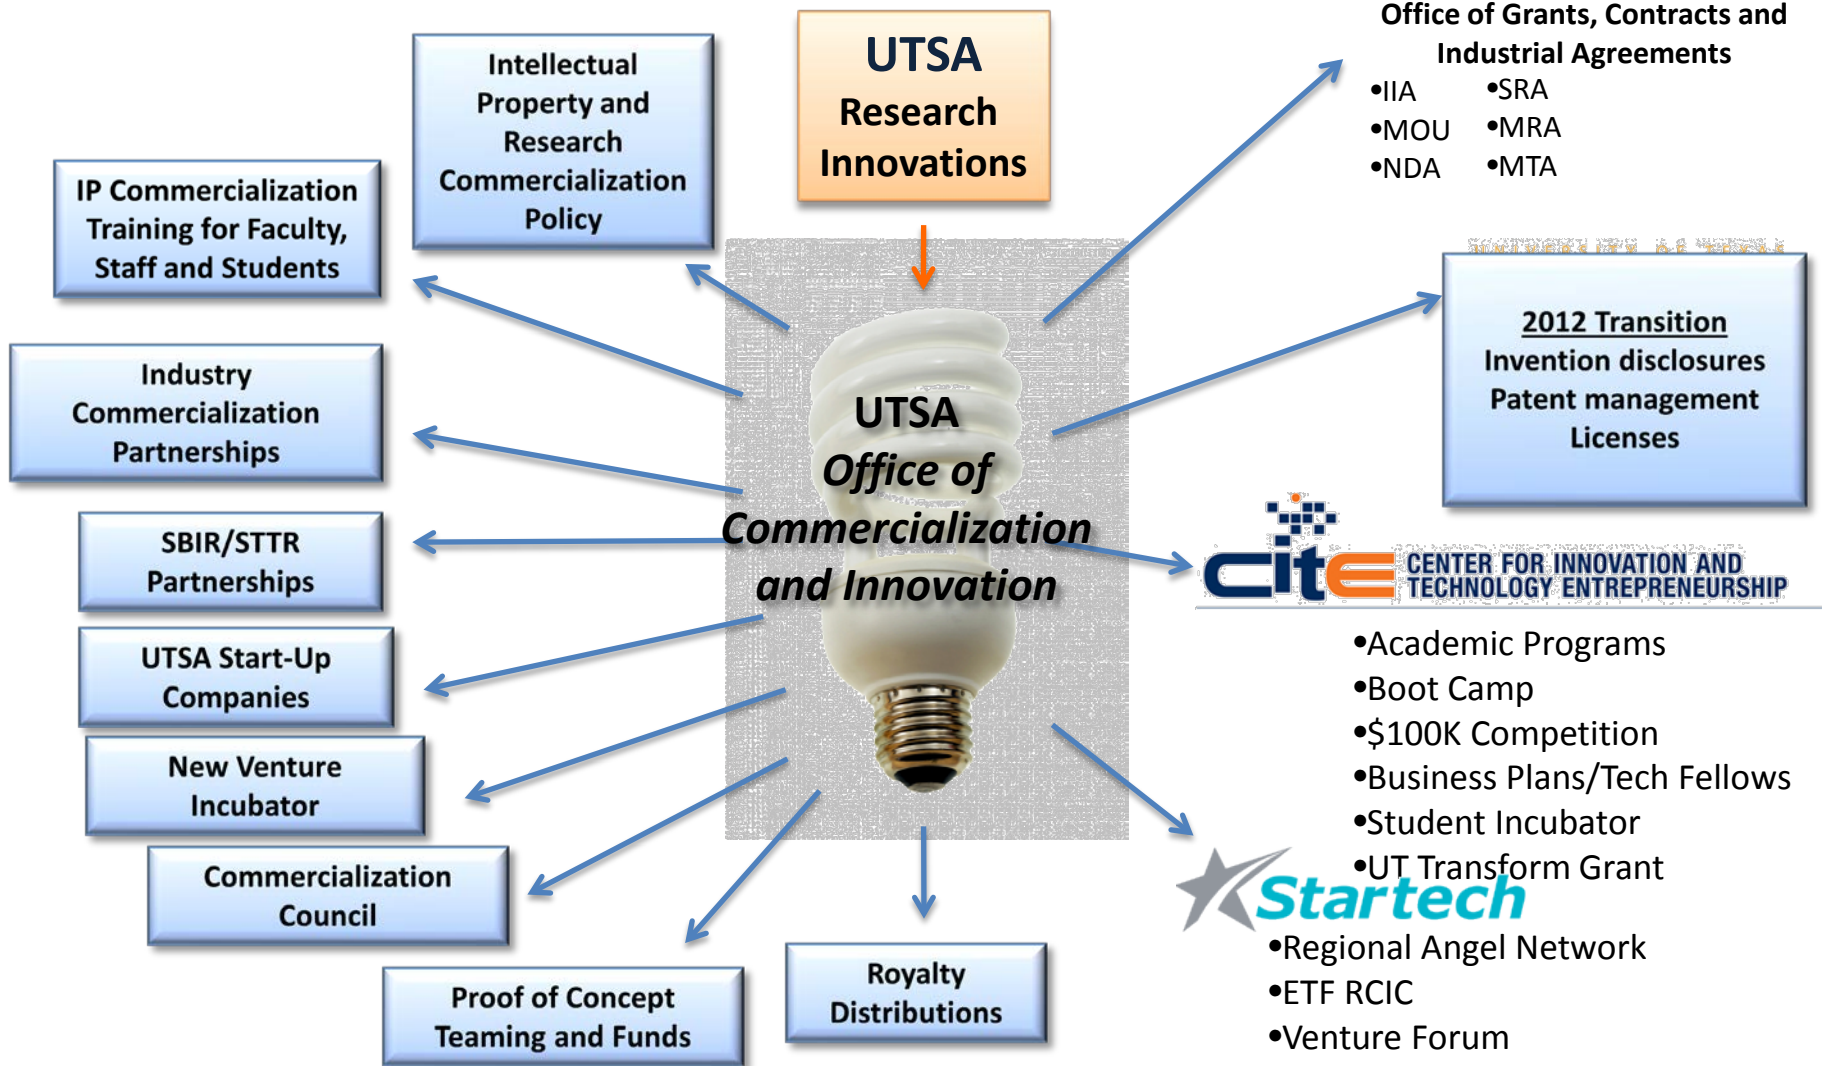 UTSA
Research
Innovations
Intellectual
Property and
Research
Commercialization
Policy
IP Commercialization
Training for Faculty,
Staff and Students
Industry
Commercialization
Partnerships
SBIR/STTR
Partnerships
UTSA Start-Up
Companies
New Venture
Incubator
Commercialization
Council
Proof of Concept
Teaming and Funds
Royalty
Distributions
UTSA
Office of
Commercialization
and Innovation
Office of Grants, Contracts and
Industrial Agreements
•IIA •SRA
•MOU •MRA
•NDA •MTA
2012 Transition
Invention disclosures
Patent management
Licenses
CITE CENTER FOR INNOVATION AND
TECHNOLOGY ENTREPRENEURSHIP
•Academic Programs
•Boot Camp
•$100K Competition
•Business Plans/Tech Fellows
•Student Incubator
•UT Transform Grant
Startech
•Regional Angel Network
•ETF RCIC
•Venture Forum